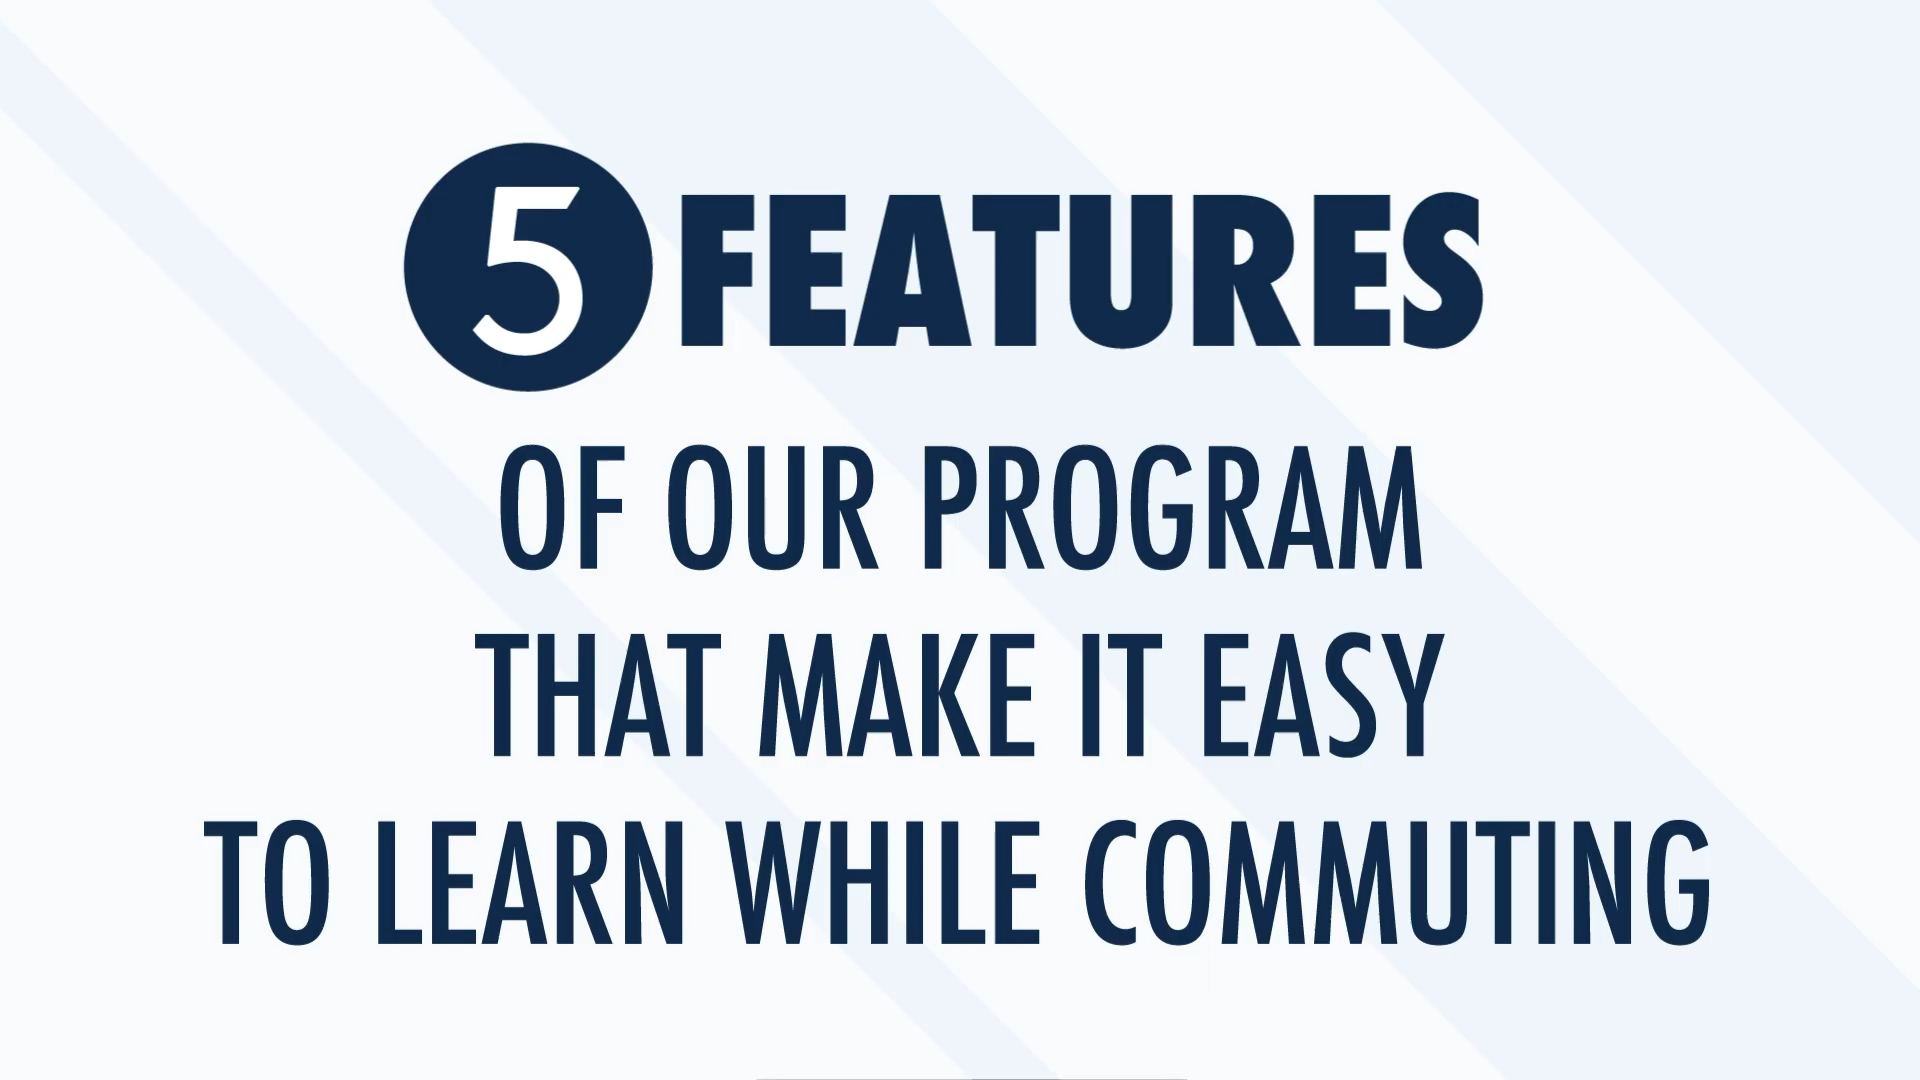 5 FEATURES
OF OUR PROGRAM
THAT MAKE IT EASY
TO LEARN WHILE COMMUTING